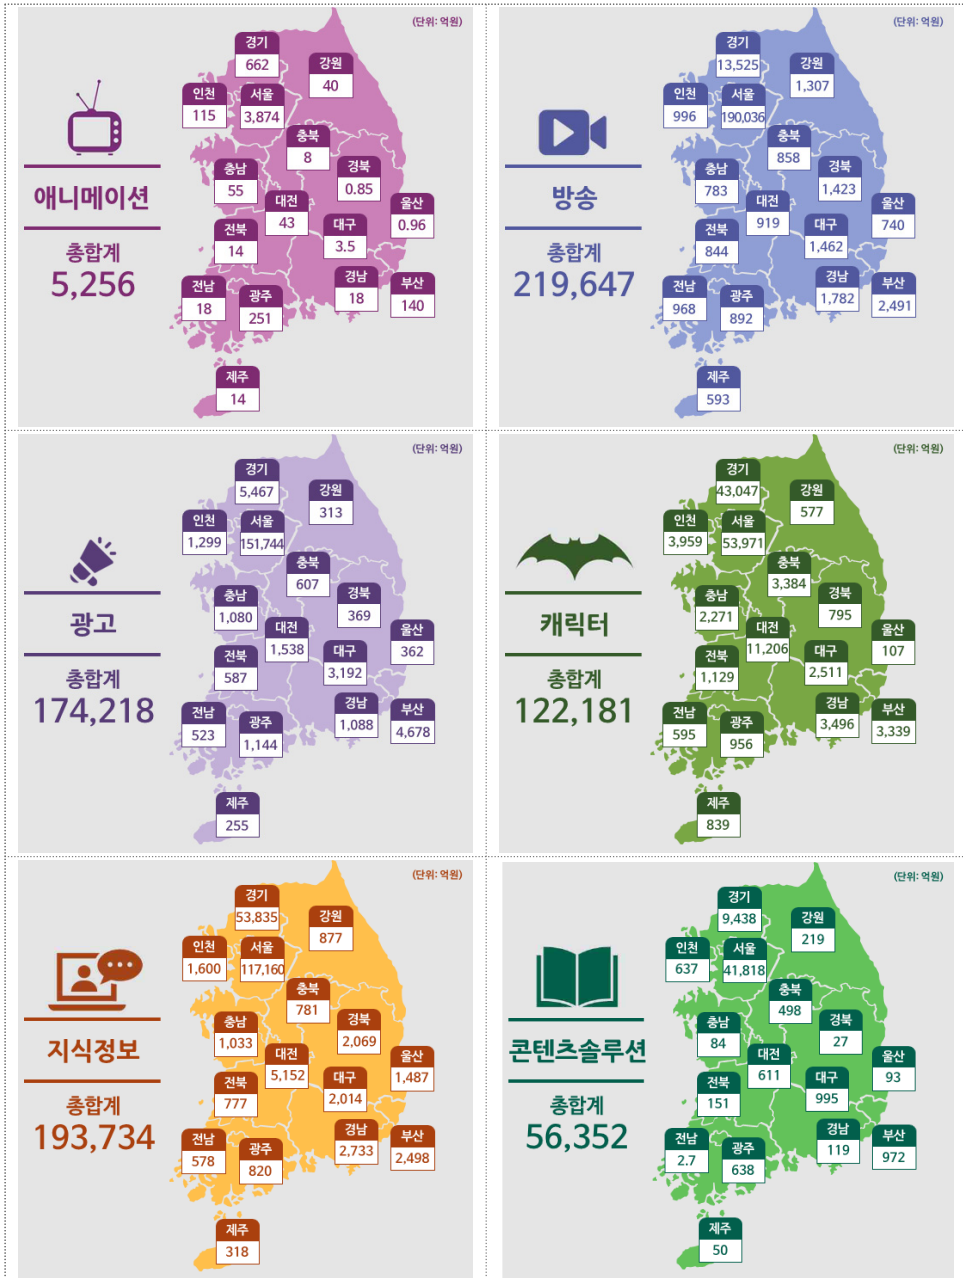 (단위: 억원)
애니메이션
총합계
5,256
경기
662
강원
40
인천
115
서울
3,874
충북
8
충남
55
경북
0.85
대전
43
울산
0.96
전북
14
대구
3.5
전남
18
광주
251
경남
18
부산
140
제주
14
(단위: 억원)
방송
총합계
219,647
경기
13,525
강원
1,307
인천
996
서울
190,036
충북
858
충남
783
경북
1,423
대전
919
울산
740
전북
844
대구
1,462
전남
968
광주
892
경남
1,782
부산
2,491
제주
593
(단위: 억원)
광고
총합계
174,218
경기
5,467
강원
313
인천
1,299
서울
151,744
충북
607
충남
1,080
경북
369
대전
1,538
울산
362
전북
587
대구
3,192
전남
523
광주
1,144
경남
1,088
부산
4,678
제주
255
(단위: 억원)
캐릭터
총합계
122,181
경기
43,047
강원
577
인천
3,959
서울
53,971
충북
3,384
충남
2,271
경북
795
대전
11,206
울산
107
전북
1,129
대구
2,511
전남
595
광주
956
경남
3,496
부산
3,339
제주
839
(단위: 억원)
지식정보
총합계
193,734
경기
53,835
강원
877
인천
1,600
서울
117,160
충북
781
충남
1,033
경북
2,069
대전
5,152
울산
1,487
전북
777
대구
2,014
전남
578
광주
820
경남
2,733
부산
2,498
제주
318
(단위: 억원)
콘텐츠솔루션
총합계
56,352
경기
9,438
강원
219
인천
637
서울
41,818
충북
498
충남
84
경북
27
대전
611
울산
93
전북
151
대구
995
전남
2.7
광주
638
경남
119
부산
972
제주
50